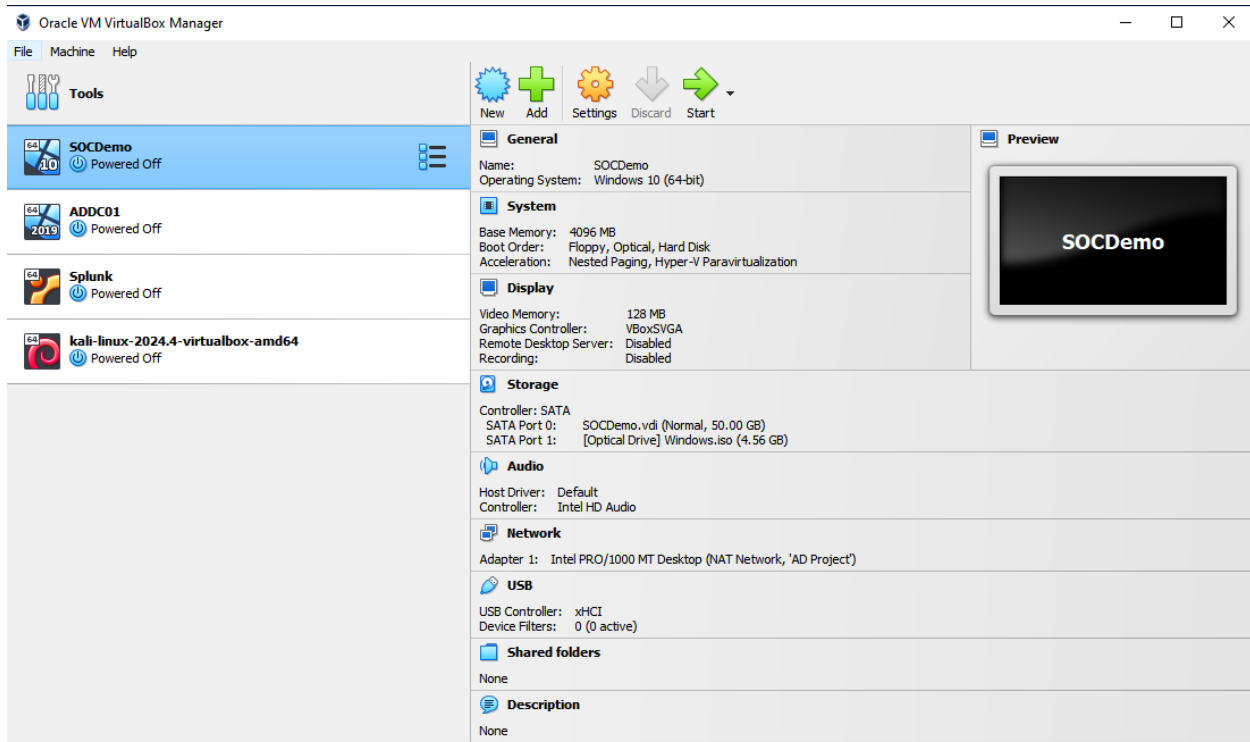 Oracle VM VirtualBox Manager
File Machine Help
Tools
New Add Settings Discard Start
64
10
SOCDemo
Powered Off
64
2019
ADDC01
Powered Off
64
Splunk
Powered Off
64
kali-linux-2024.4-virtualbox-amd64
Powered Off
General
Name: SOCDemo
Operating System: Windows 10 (64-bit)
Preview
SOCDemo
System
Base Memory: 4096 MB
Boot Order: Floppy, Optical, Hard Disk
Acceleration: Nested Paging, Hyper-V Paravirtualization
Display
Video Memory: 128 MB
Graphics Controller: VBoxSVGA
Remote Desktop Server: Disabled
Recording: Disabled
Storage
Controller: SATA
SATA Port 0: SOCDemo.vdi (Normal, 50.00 GB)
SATA Port 1: [Optical Drive] Windows.iso (4.56 GB)
Audio
Host Driver: Default
Controller: Intel HD Audio
Network
Adapter 1: Intel PRO/1000 MT Desktop (NAT Network, 'AD Project')
USB
USB Controller: xHCI
Device Filters: 0 (0 active)
Shared folders
None
Description
None